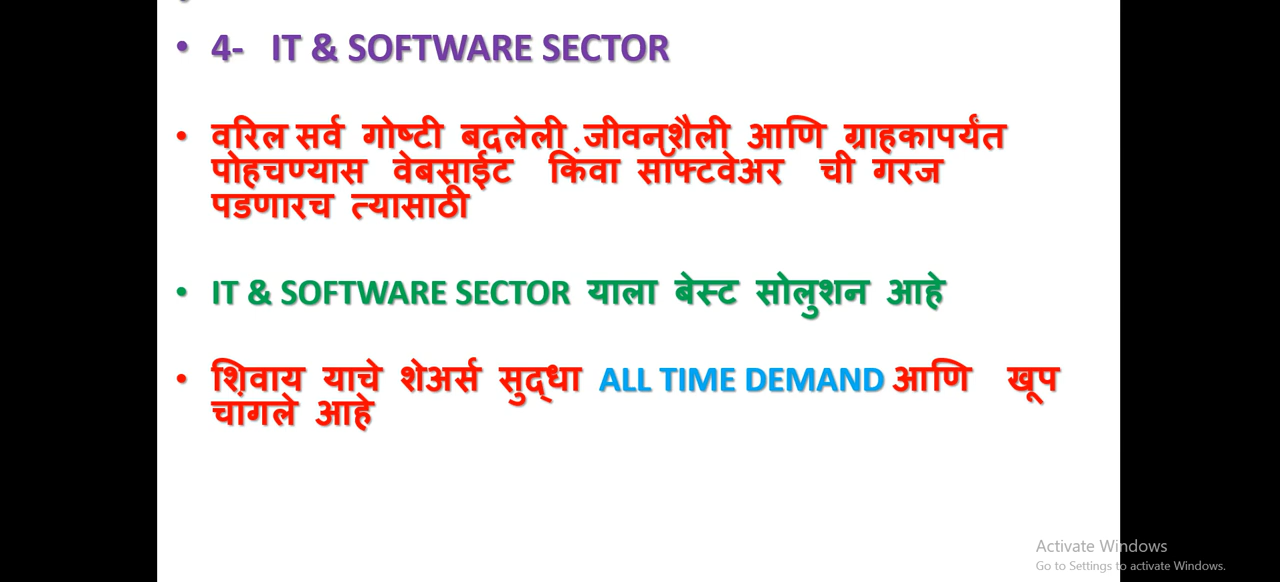 • 4- IT & SOFTWARE SECTOR
• वरिल सर्व गोष्टी बदलेली जीवनशैली आणि ग्राहकापर्यंत
पोहचण्यास वेबसाईट किंवा सॉफ्टवेअर ची गरज
पडणारच त्यासाठी
• IT & SOFTWARE SECTOR याला बेस्ट सोलुशन आहे
• शिवाय याचे शेअर्स सुद्धा ALL TIME DEMAND आणि खूप
चांगले आहे
Activate Windows
Go to Settings to activate Windows.